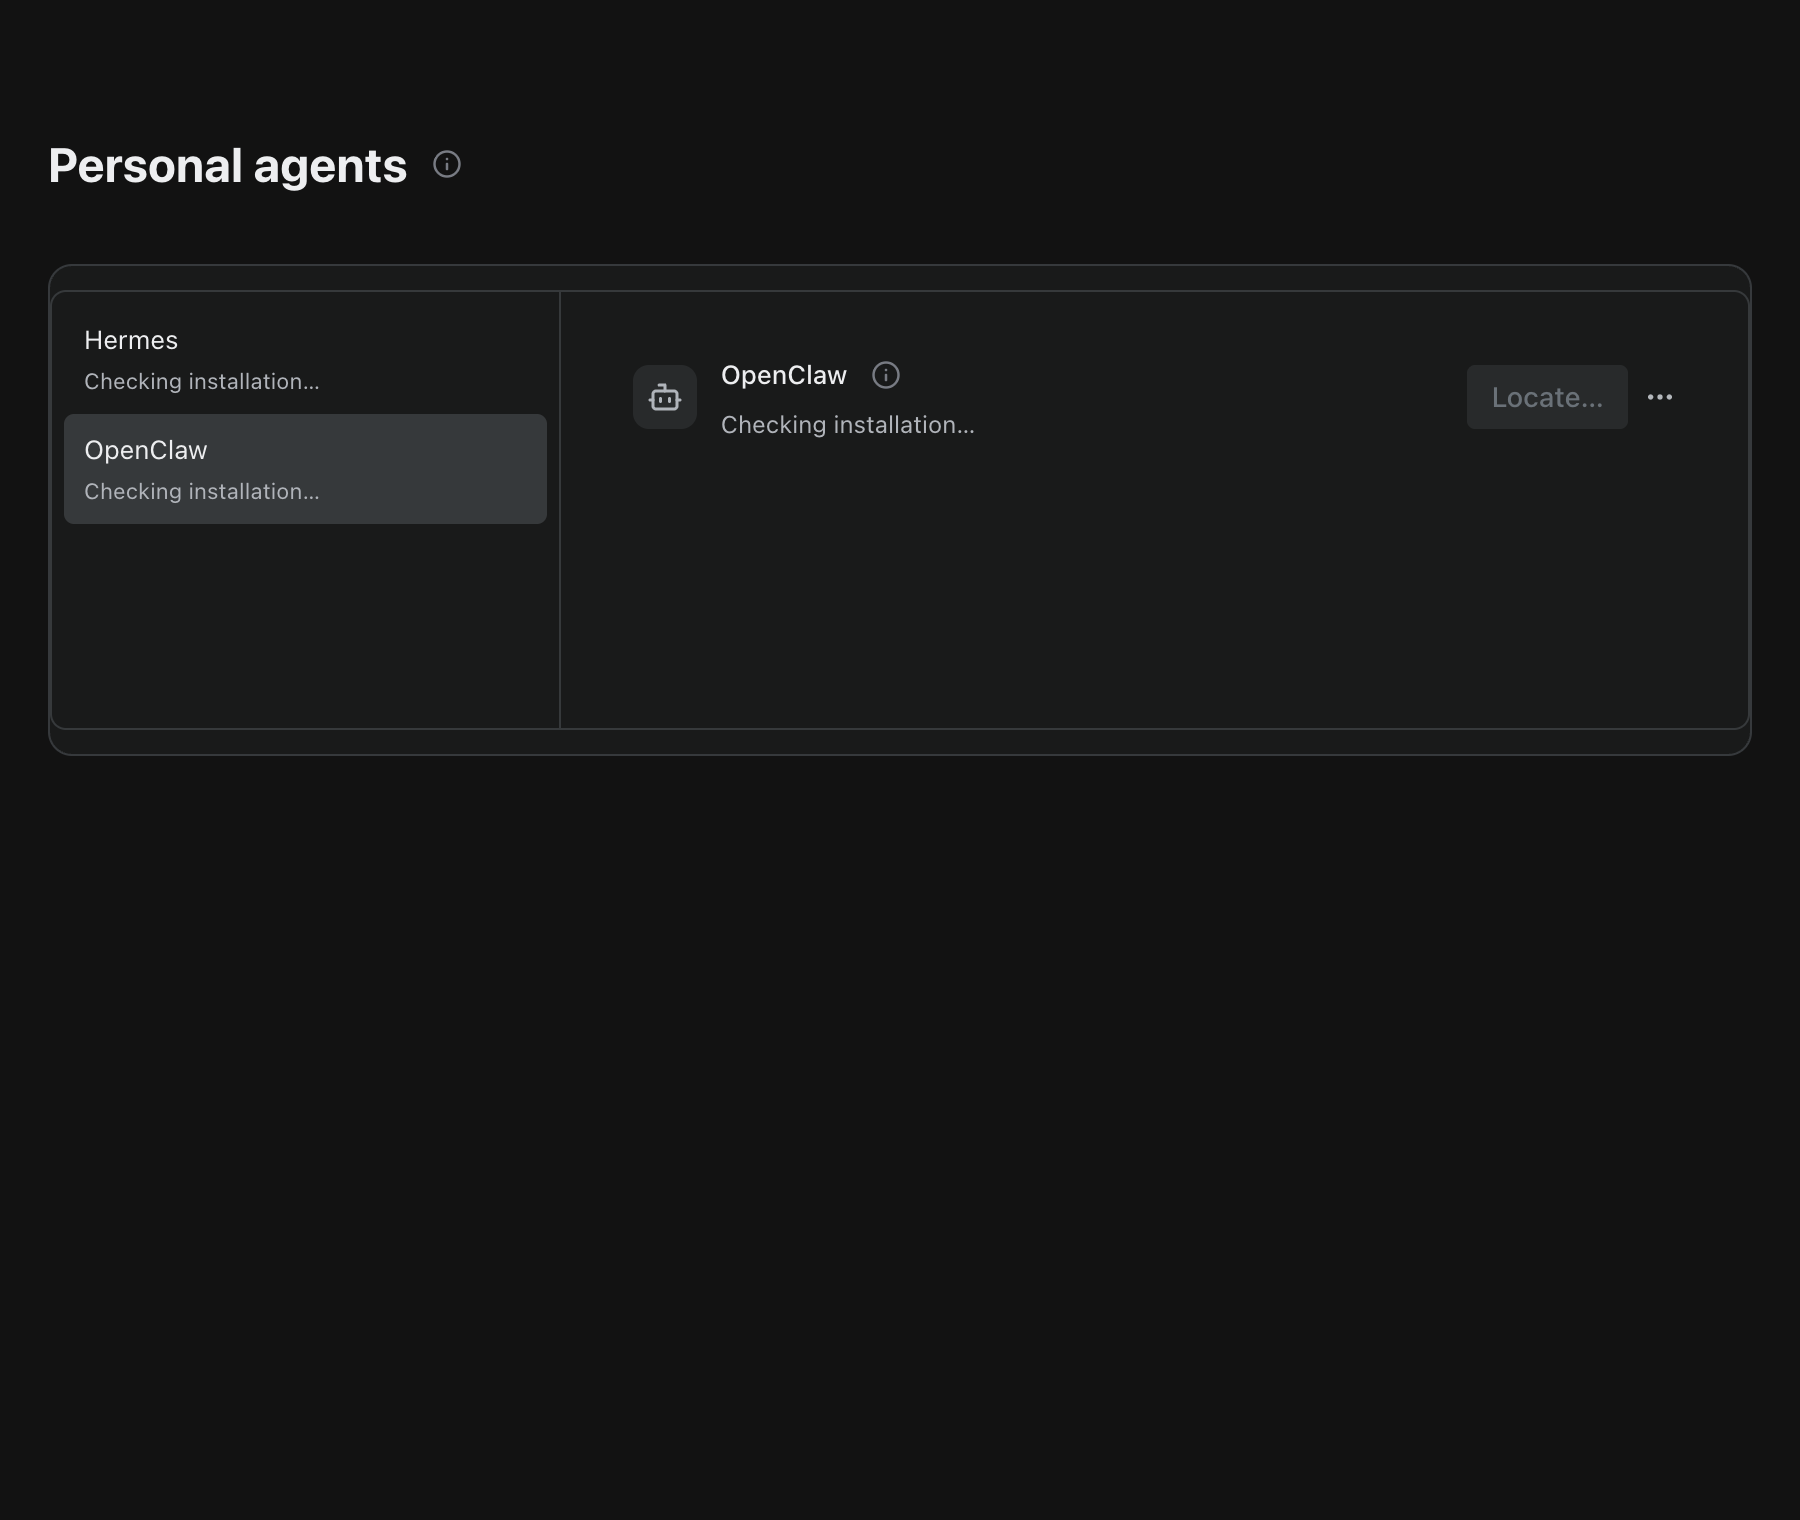 Personal agents
Hermes
Checking installation...
OpenClaw
Checking installation...
OpenClaw
Checking installation...
Locate...